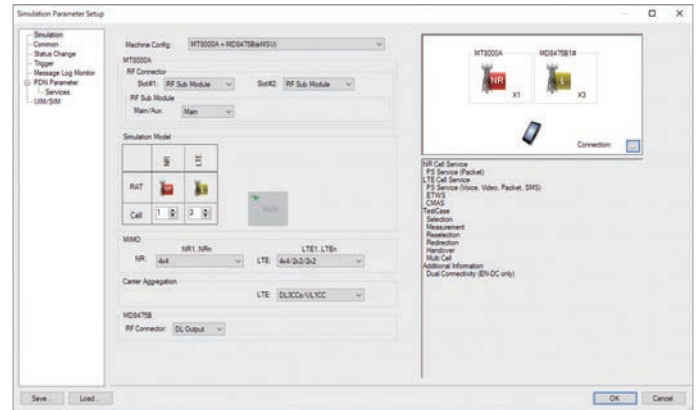 Simulation Parameter Setup
Simulation
Common
Status Change
Trigger
Message Log Monitor
PDN Parameter
Services
UIM/SIM
Machine Config: MT8000A + MD8475B(eMSU)
MT8000A
RF Connector
Slot#1: RF Sub Module
Slot#2: RF Sub Module
RF Sub Module
Main/Aux: Main
Simulation Model
NR LTE
RAT NR L
Cell 1 3
MIMO
NR1..NRn LTE1..LTEn
NR: 4x4 LTE: 4x4/2x2/2x2
Carrier Aggregation
LTE: DL3CCs/UL1CC
MD8475B
RF Connector: DL Output
MT8000A MD8475B1#
NR L
X1 X3
Connection: ...
NR Cell Service
PS Service (Packet)
LTE Cell Service
PS Service (Voice, Video, Packet, SMS)
ETWS
CMAS
TestCase
Selection
Measurement
Reselection
Redirection
Handover
Multi Cell
Additional Information
Dual Connectivity (EN-DC only)
Save... Load... OK Cancel